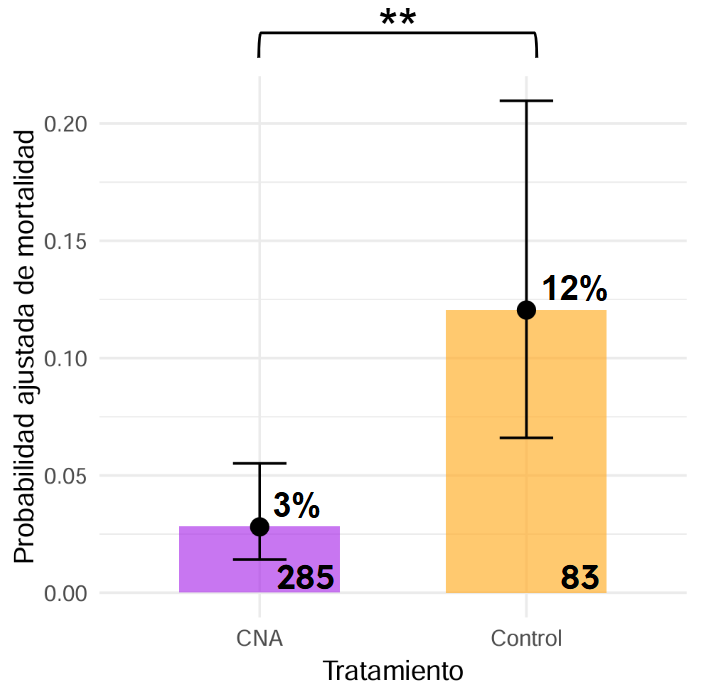 **
Probabilidad ajustada de mortalidad
0.20
0.15
0.10
0.05
0.00
12%
3%
285
83
CNA
Control
Tratamiento